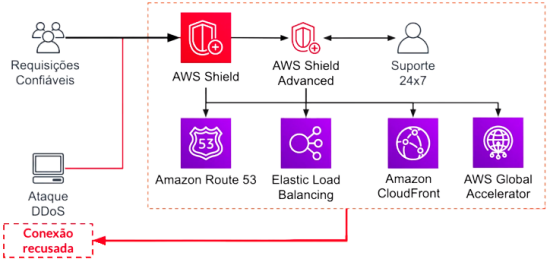 Requisições
Confiáveis
AWS Shield
AWS Shield
Advanced
Suporte
24x7
53
Amazon Route 53
Elastic Load
Balancing
Amazon
CloudFront
AWS Global
Accelerator
Ataque
DDoS
Conexão
recusada